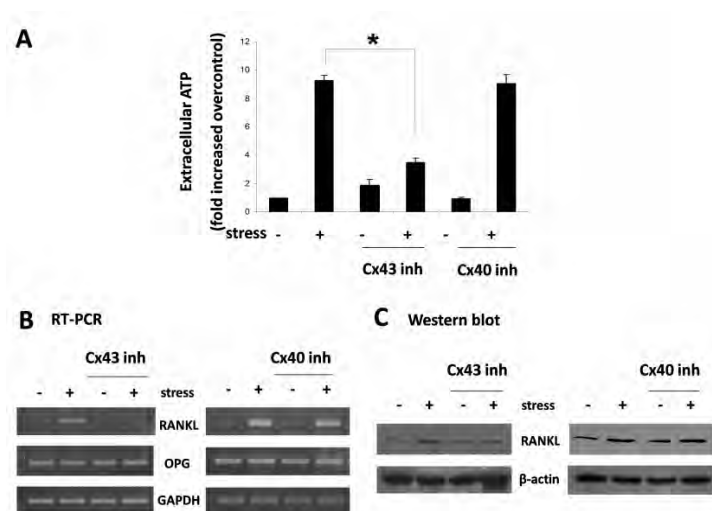 A
*
Extracellular ATP
(fold increased overcontrol)
12
10
8
6
4
2
0
stress - + - + - +
Cx43 inh Cx40 inh
B RT-PCR
Cx43 inh Cx40 inh
- + - + stress - + - +
RANKL
OPG
GAPDH
C Western blot
Cx43 inh Cx40 inh
- + - + stress - + - +
RANKL
β-actin